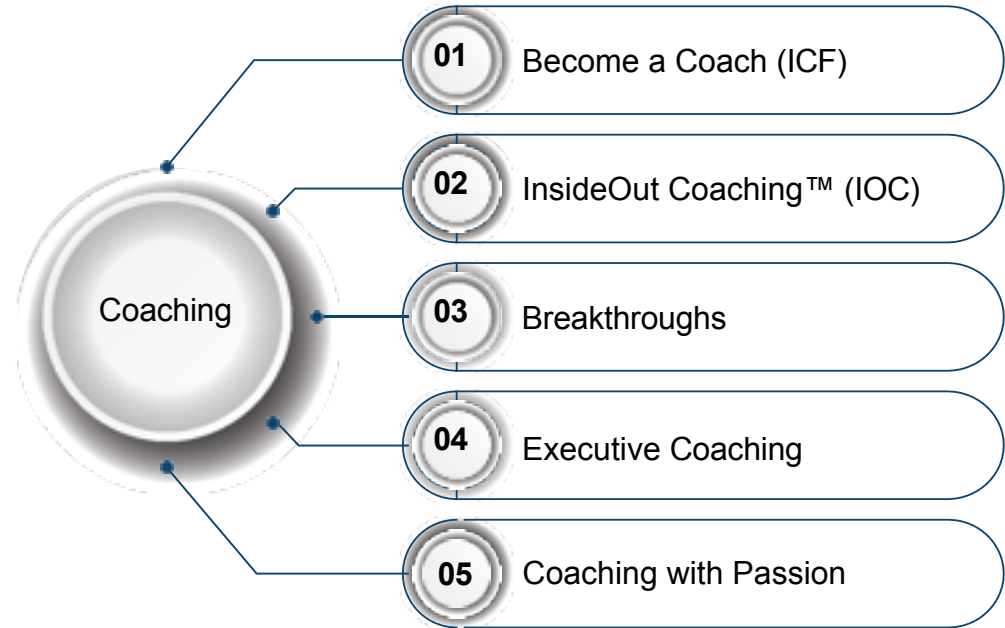 01
Become a Coach (ICF)
02
InsideOut Coaching™ (IOC)
Coaching
03
Breakthroughs
04
Executive Coaching
05
Coaching with Passion